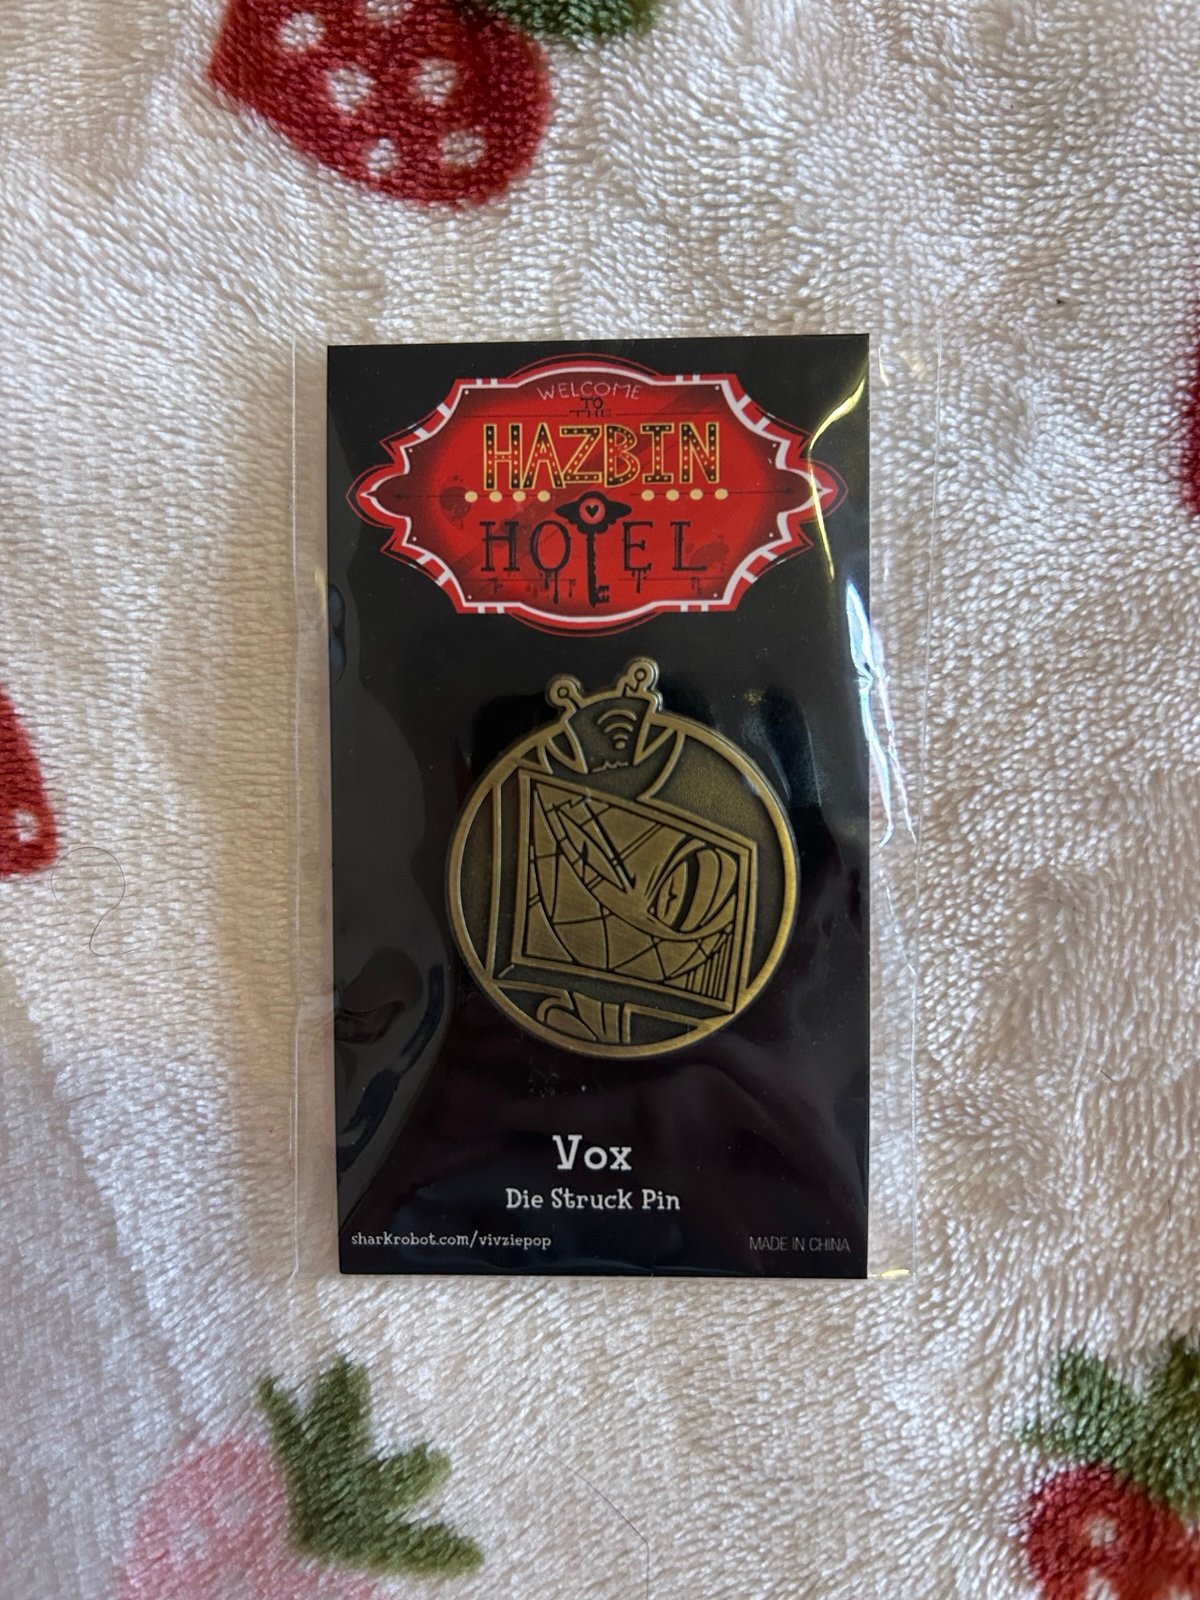 WELCOME
TO
THE
HAZBIN
HOTEL
Vox
Die Struck Pin
sharkrobot.com/vivziepop
MADE IN CHINA